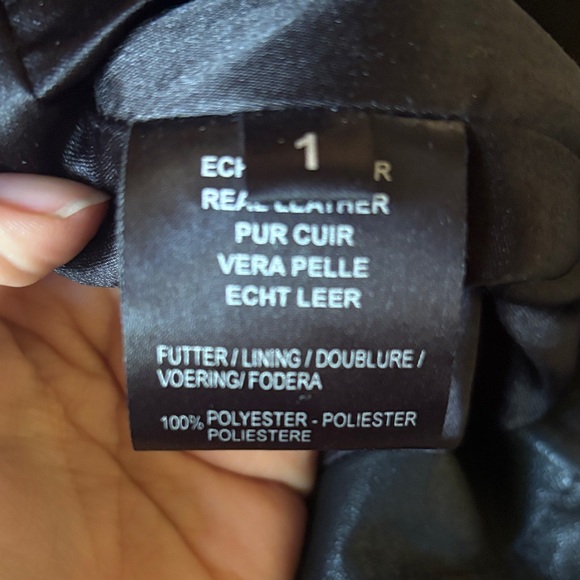 1
ECH R
REAL LEATHER
PUR CUIR
VERA PELLE
ECHT LEER
FUTTER / LINING / DOUBLURE /
VOERING/ FODERA
100% POLYESTER - POLIESTER
POLIESTERE